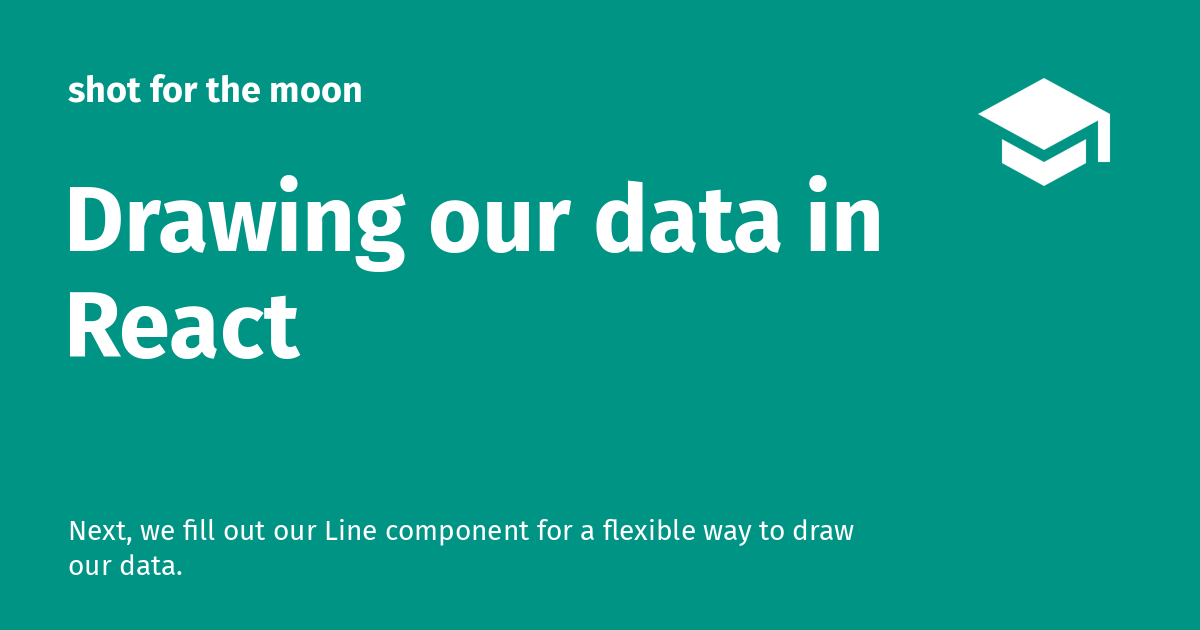 shot for the moon
Drawing our data in
React
Next, we fill out our Line component for a flexible way to draw
our data.